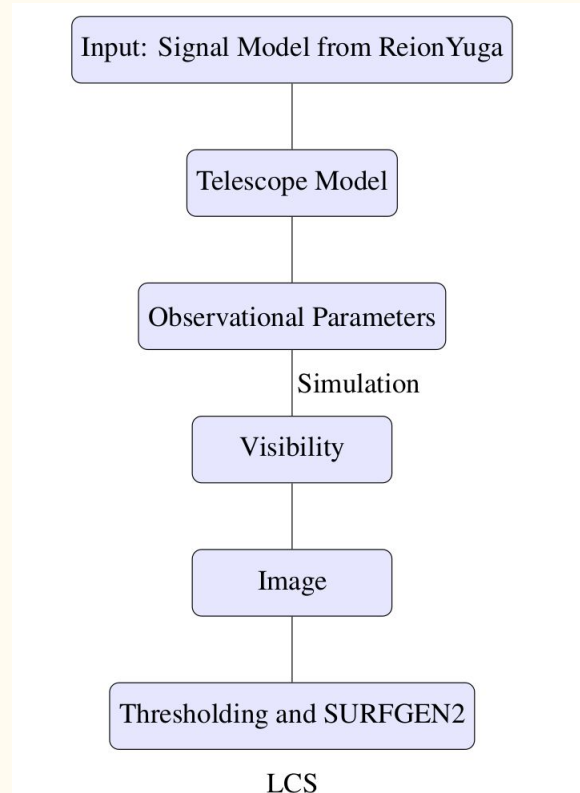 Input: Signal Model from ReionYuga
Telescope Model
Observational Parameters
Simulation
Visibility
Image
Thresholding and SURFGEN2
LCS